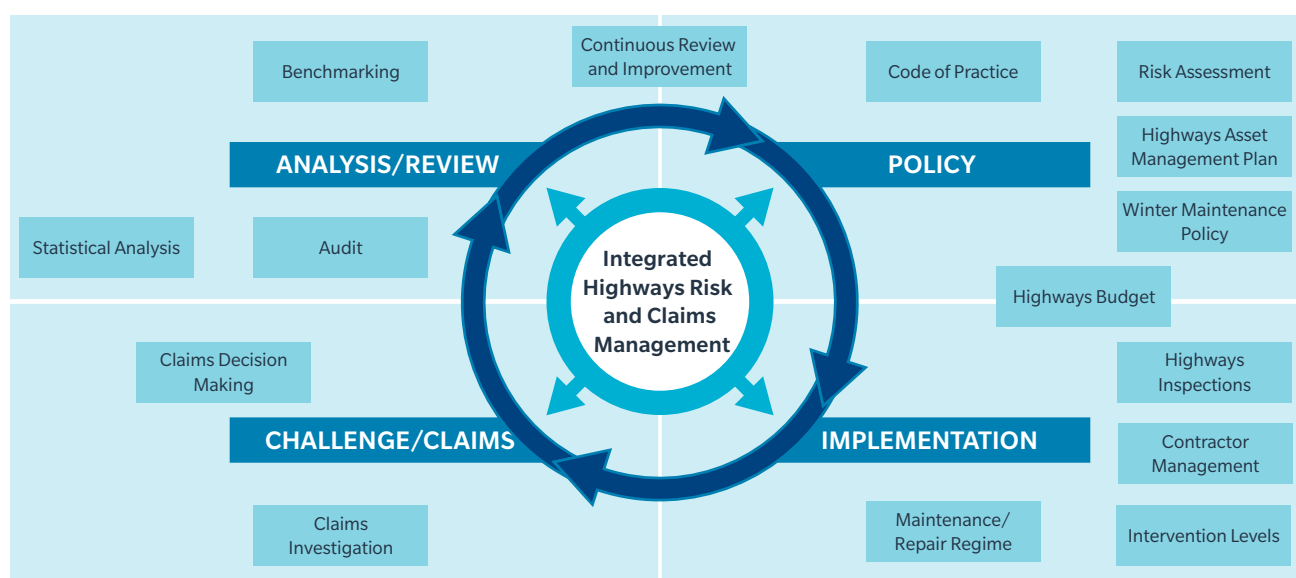 Continuous Review
and Improvement
Benchmarking
Code of Practice
Risk Assessment
Highways Asset
Management Plan
ANALYSIS/REVIEW
POLICY
Winter Maintenance
Policy
Statistical Analysis
Audit
Integrated
Highways Risk
and Claims
Management
Highways Budget
Claims Decision
Making
Highways
Inspections
CHALLENGE/CLAIMS
IMPLEMENTATION
Contractor
Management
Claims
Investigation
Maintenance/
Repair Regime
Intervention Levels